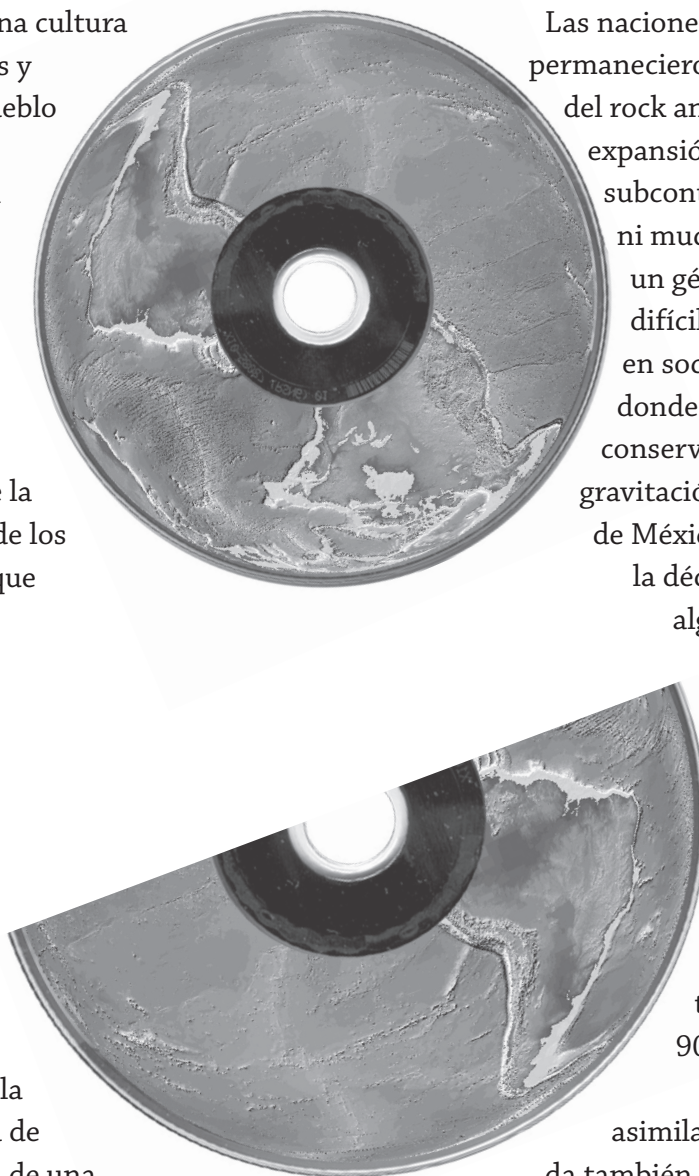 na cultura
s y
eblo
e la
de los
que
la
de
de una
Las nacione
permaneciero
del rock an
expansió
subcont
ni muc
un gé
difícil
en soc
donde
conserv
gravitació
de Méxi
la déc
alg
t
90
asimila
da también